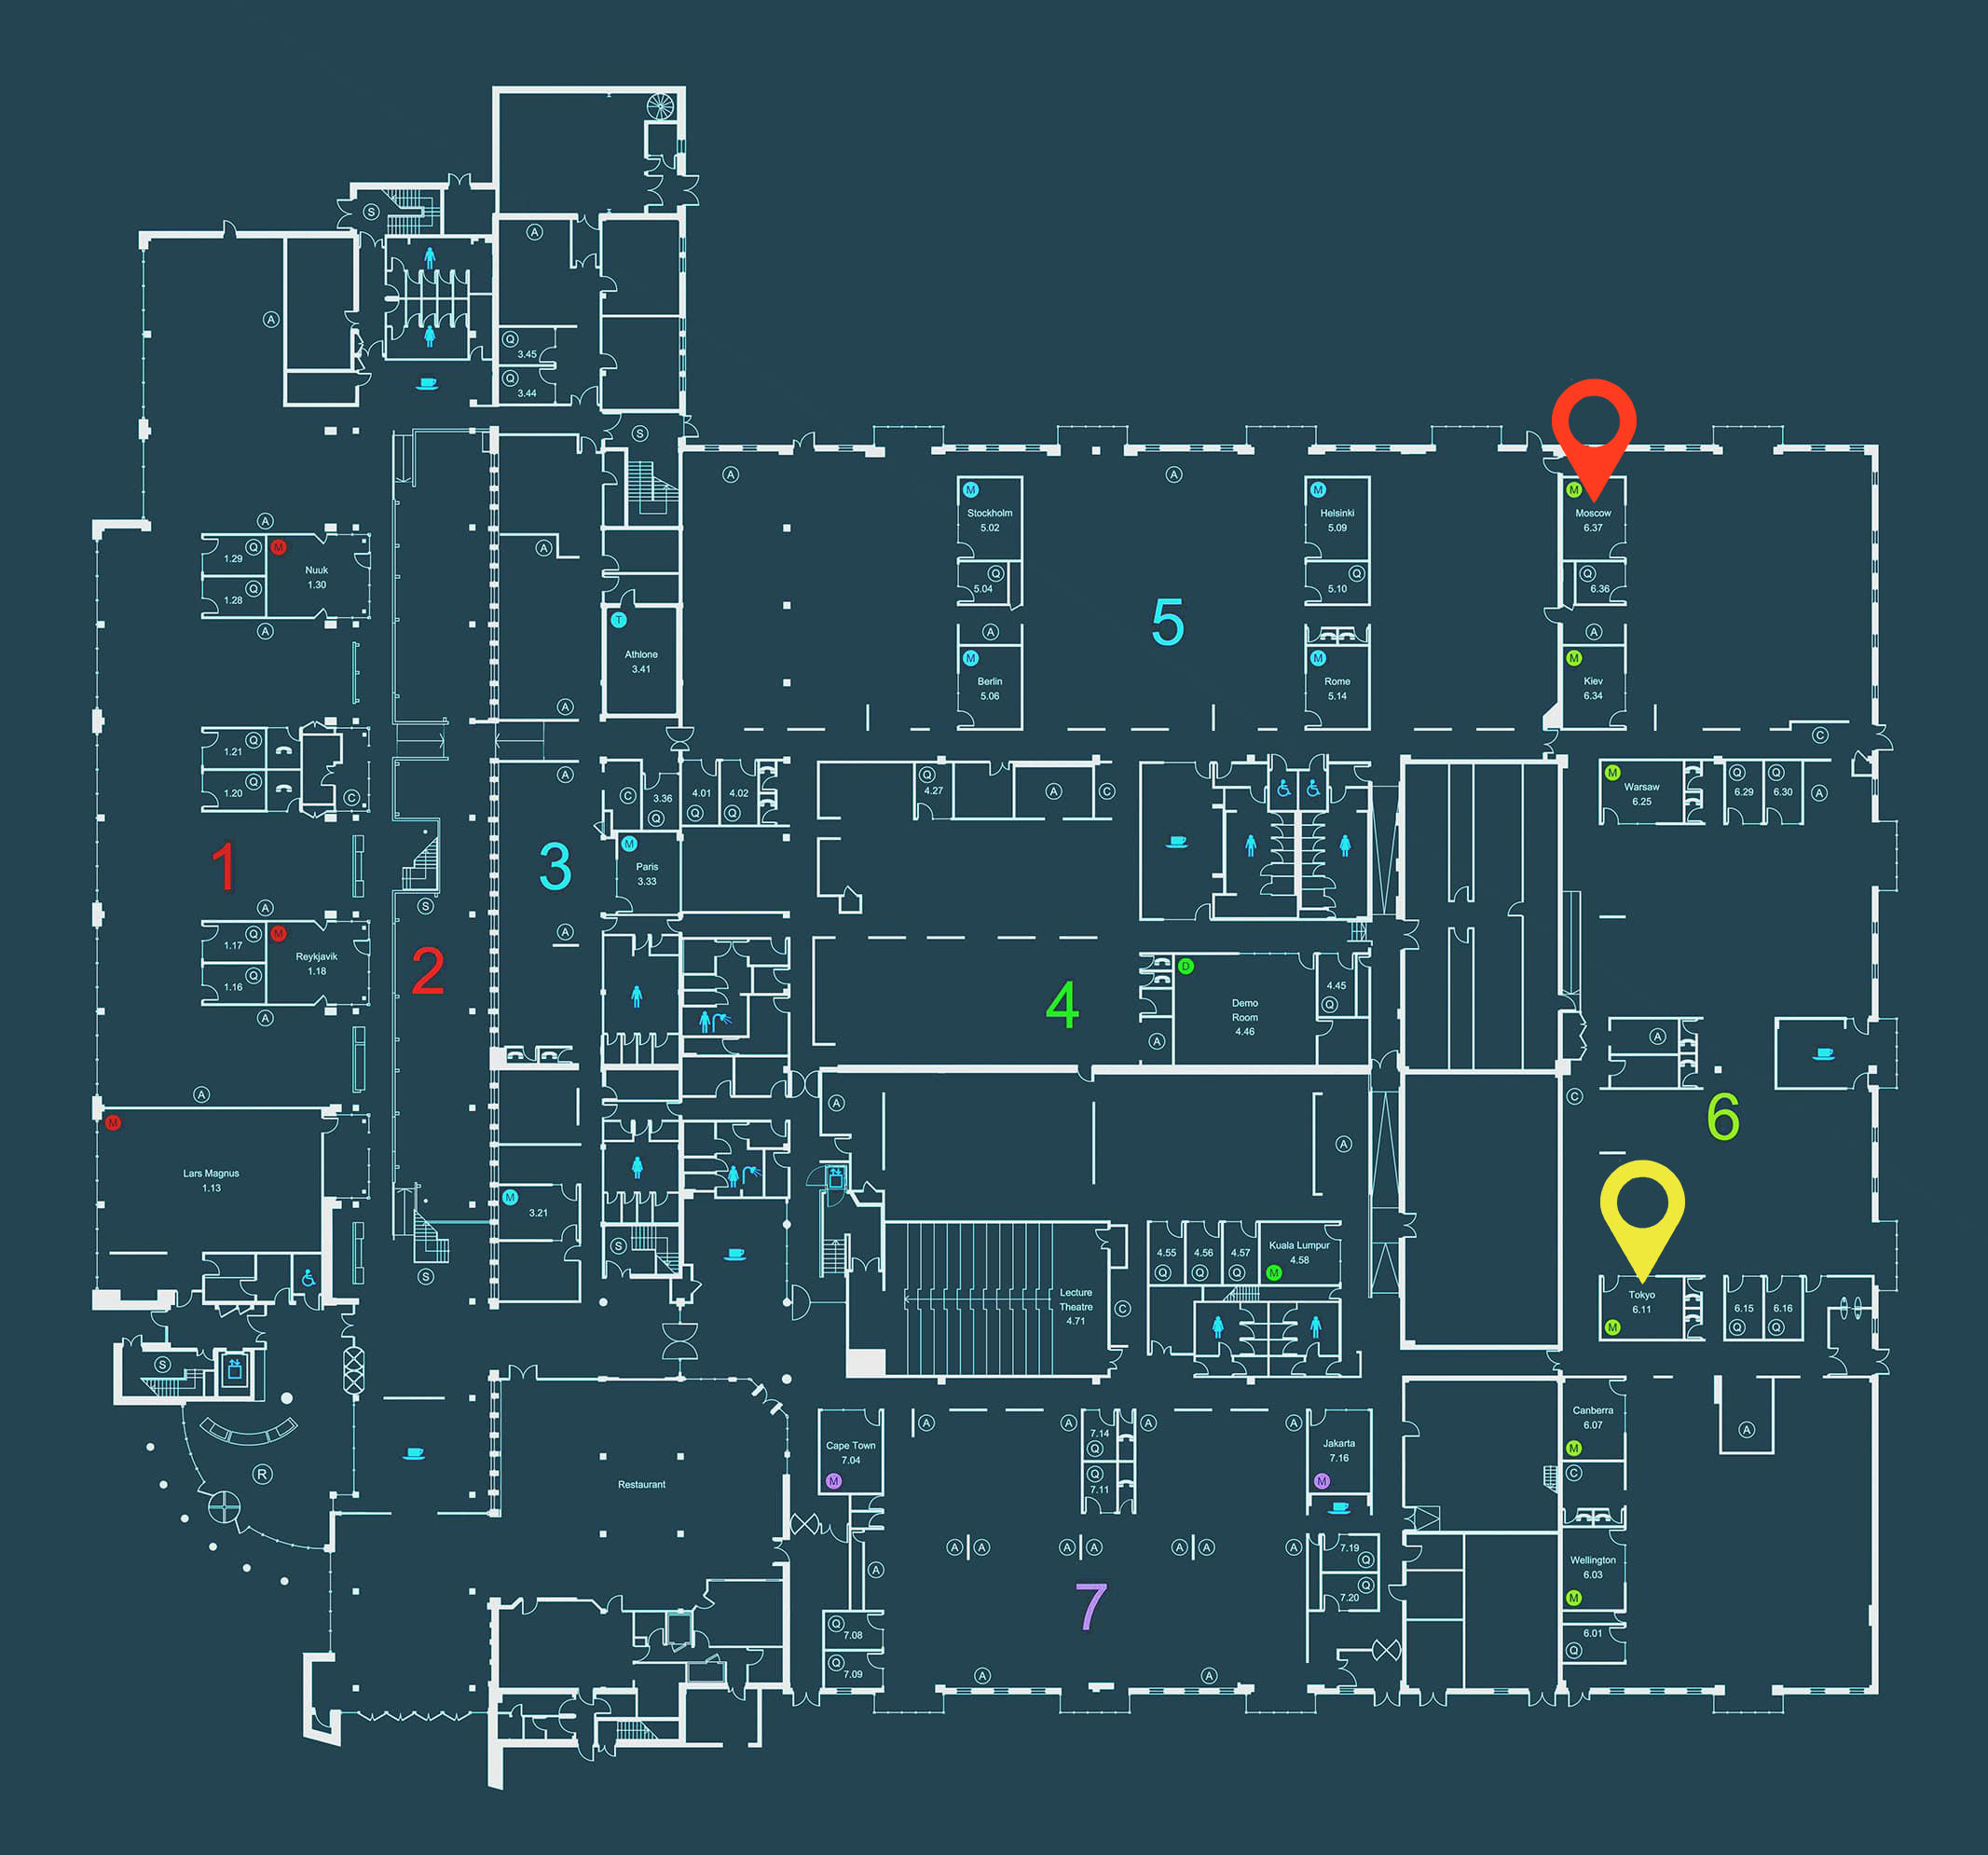 S
A
A
Q
3.45
Q
3.44
S
A
A
M
Stockholm
5.02
M
Helsinki
5.09
M
Moscow
6.37
A
Q
1.29
M
Nuuk
1.30
Q
1.28
A
A
Q
5.04
Q
5.10
Q
6.36
T
Athlone
3.41
5
A
A
M
Berlin
5.06
M
Rome
5.14
M
Kiev
6.34
A
C
Q
1.21
Q
1.20
C
A
C
3.36
Q
4.01
Q
4.02
Q
Q
4.27
A
C
M
Warsaw
6.25
Q
6.29
Q
6.30
A
1
3
M
Paris
3.33
A
S
A
Q
1.17
M
Reykjavik
1.18
Q
1.16
A
2
4
D
Demo
Room
4.46
4.45
Q
A
A
C
6
A
A
A
M
Lars Magnus
1.13
M
3.21
S
S
4.55
Q
4.56
Q
4.57
Q
Kuala Lumpur
4.58
M
Lecture
Theatre
4.71
C
Tokyo
6.11
M
6.15
Q
6.16
Q
S
R
Restaurant
Cape Town
7.04
M
A
A
7.14
Q
Q
7.11
A
A
Jakarta
7.16
M
Canberra
6.07
M
C
A
A
A
A
A
A
A
A
A
7.19
Q
Q
7.20
Wellington
6.03
M
7
Q
7.08
Q
7.09
6.01
Q
A
A